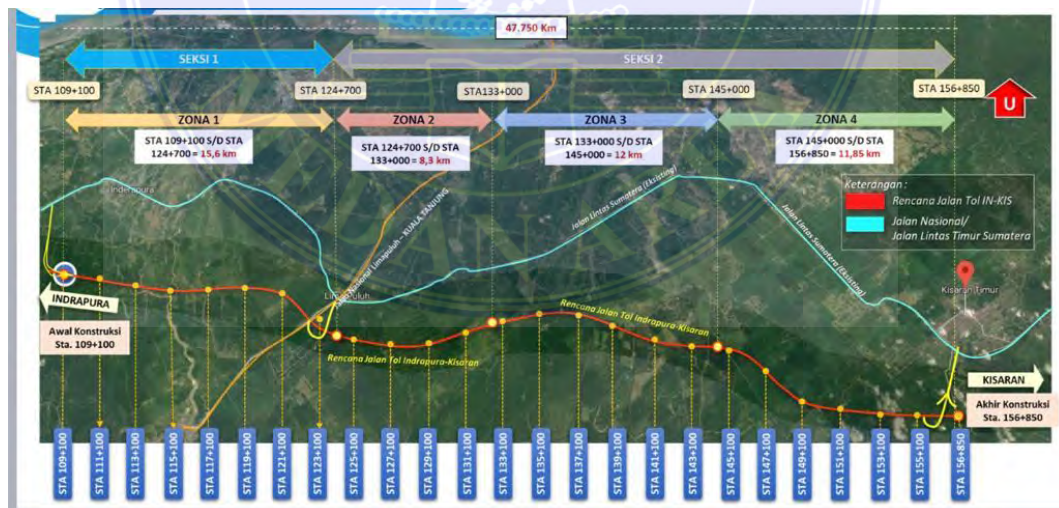 47.750 Km
SEKSI 1
SEKSI 2
STA 109+100
STA 124+700
STA133+000
STA 145+000
STA 156+850
U
ZONA 1
ZONA 2
ZONA 3
ZONA 4
STA 109+100 S/D STA
124+700 = 15,6 km
STA 124+700 S/D STA
133+000 = 8,3 km
STA 133+000 S/D STA
145+000 = 12 km
STA 145+000 S/D STA
156+850 = 11,85 km
Keterangan :
Rencana Jalan Tol IN-KIS
Jalan Nasional/
Jalan Lintas Timur Sumatera
Inderapura
Jalan Nasional Limapuluh - KUALA TANJUNG
Jalan Lintas Sumatera (Eksisting)
Jalan Lintas Sumatera (Eksisting)
Kisaran Timur
INDRAPURA
Awal Konstruksi
Sta. 109+100
Rencana Jalan Tol Indrapura-Kisaran
Rencana Jalan Tol Indrapura-Kisaran
KISARAN
Akhir Konstruksi
Sta. 156+850
STA 109+100
STA 111+100
STA 113+100
STA 115+100
STA 117+100
STA 119+100
STA 121+100
STA 123+100
STA 125+100
STA 127+100
STA 129+100
STA 131+100
STA 133+100
STA 135+100
STA 137+100
STA 139+100
STA 141+100
STA 143+100
STA 145+100
STA 147+100
STA 149+100
STA 151+100
STA 153+100
STA 155+100
STA 156+850